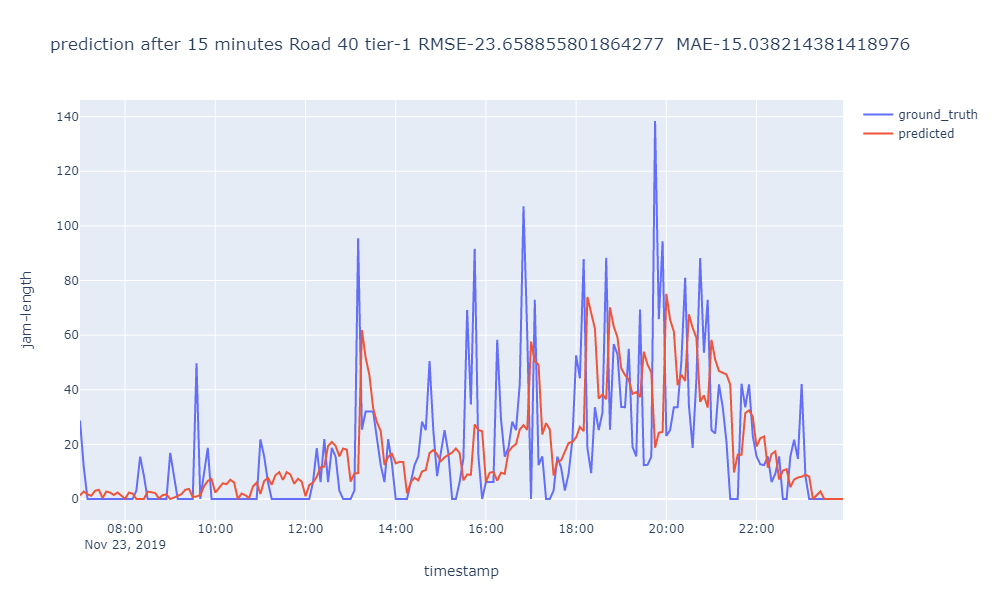 prediction after 15 minutes Road 40 tier-1 RMSE-23.658855801864277  MAE-15.038214381418976
ground_truth
predicted
140
120
100
80
60
40
20
0
jam-length
08:00 10:00 12:00 14:00 16:00 18:00 20:00 22:00
Nov 23, 2019
timestamp